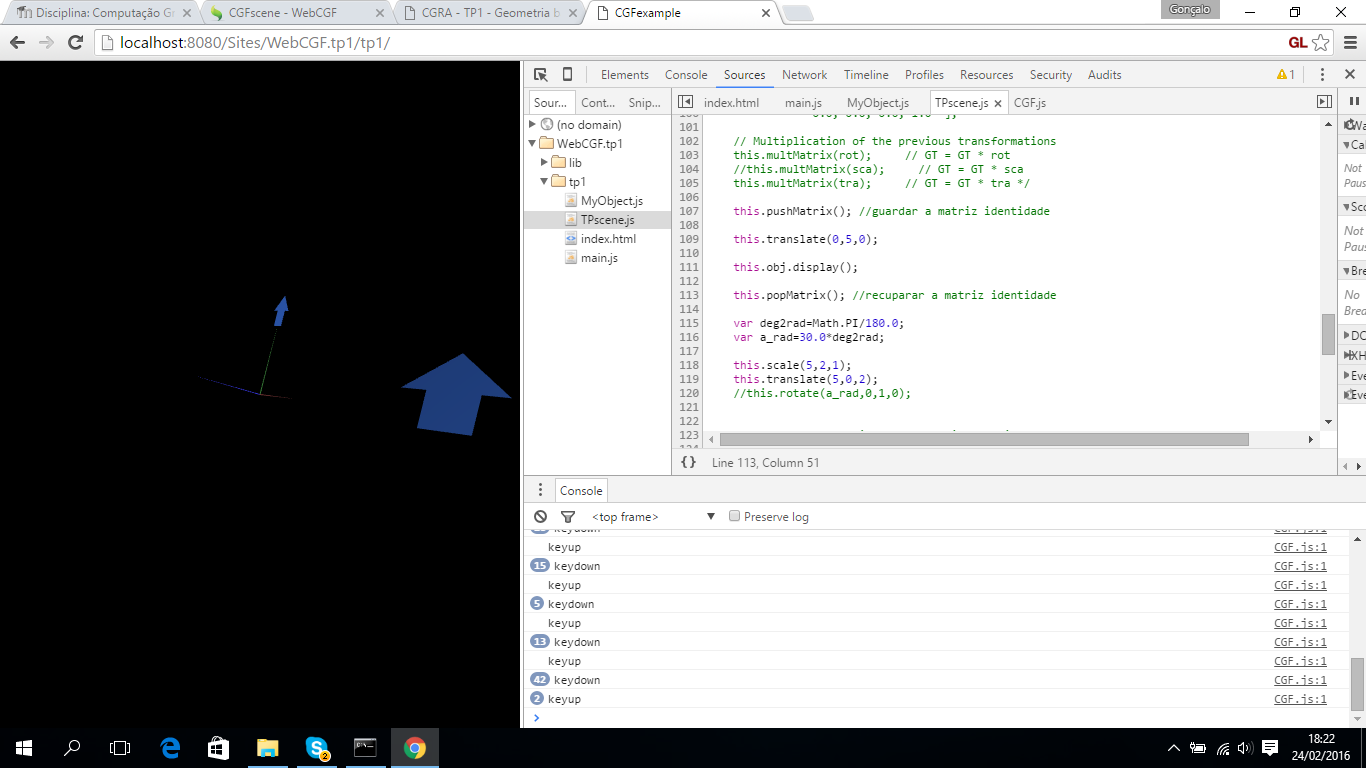 Disciplina: Computação Gr
CGFscene - WebCGF
CGRA - TP1 - Geometria b
CGFexample
Gonçalo
localhost:8080/Sites/WebCGF.tp1/tp1/
GL
Elements Console Sources Network Timeline Profiles Resources Security Audits
1
Sour... Cont... Snip...
index.html main.js MyObject.js TPscene.js CGF.js
(no domain)
WebCGF.tp1
lib
tp1
MyObject.js
TPscene.js
index.html
main.js
101
102 // Multiplication of the previous transformations
103 this.multMatrix(rot); // GT = GT * rot
104 //this.multMatrix(sca); // GT = GT * sca
105 this.multMatrix(tra); // GT = GT * tra */
106
107 this.pushMatrix(); //guardar a matriz identidade
108
109 this.translate(0,5,0);
110
111 this.obj.display();
112
113 this.popMatrix(); //recuparar a matriz identidade
114
115 var deg2rad=Math.PI/180.0;
116 var a_rad=30.0*deg2rad;
117
118 this.scale(5,2,1);
119 this.translate(5,0,2);
120 //this.rotate(a_rad,0,1,0);
121
122
123
Wa
Cal
Not
Paus
Sco
Not
Paus
Bre
No
Brea
DC
XH
Eve
Eve
{} Line 113, Column 51
Console
<top frame> Preserve log
keydown CGF.js:1
keyup CGF.js:1
15 keydown CGF.js:1
keyup CGF.js:1
5 keydown CGF.js:1
keyup CGF.js:1
13 keydown CGF.js:1
keyup CGF.js:1
42 keydown CGF.js:1
2 keyup CGF.js:1
2
18:22
24/02/2016